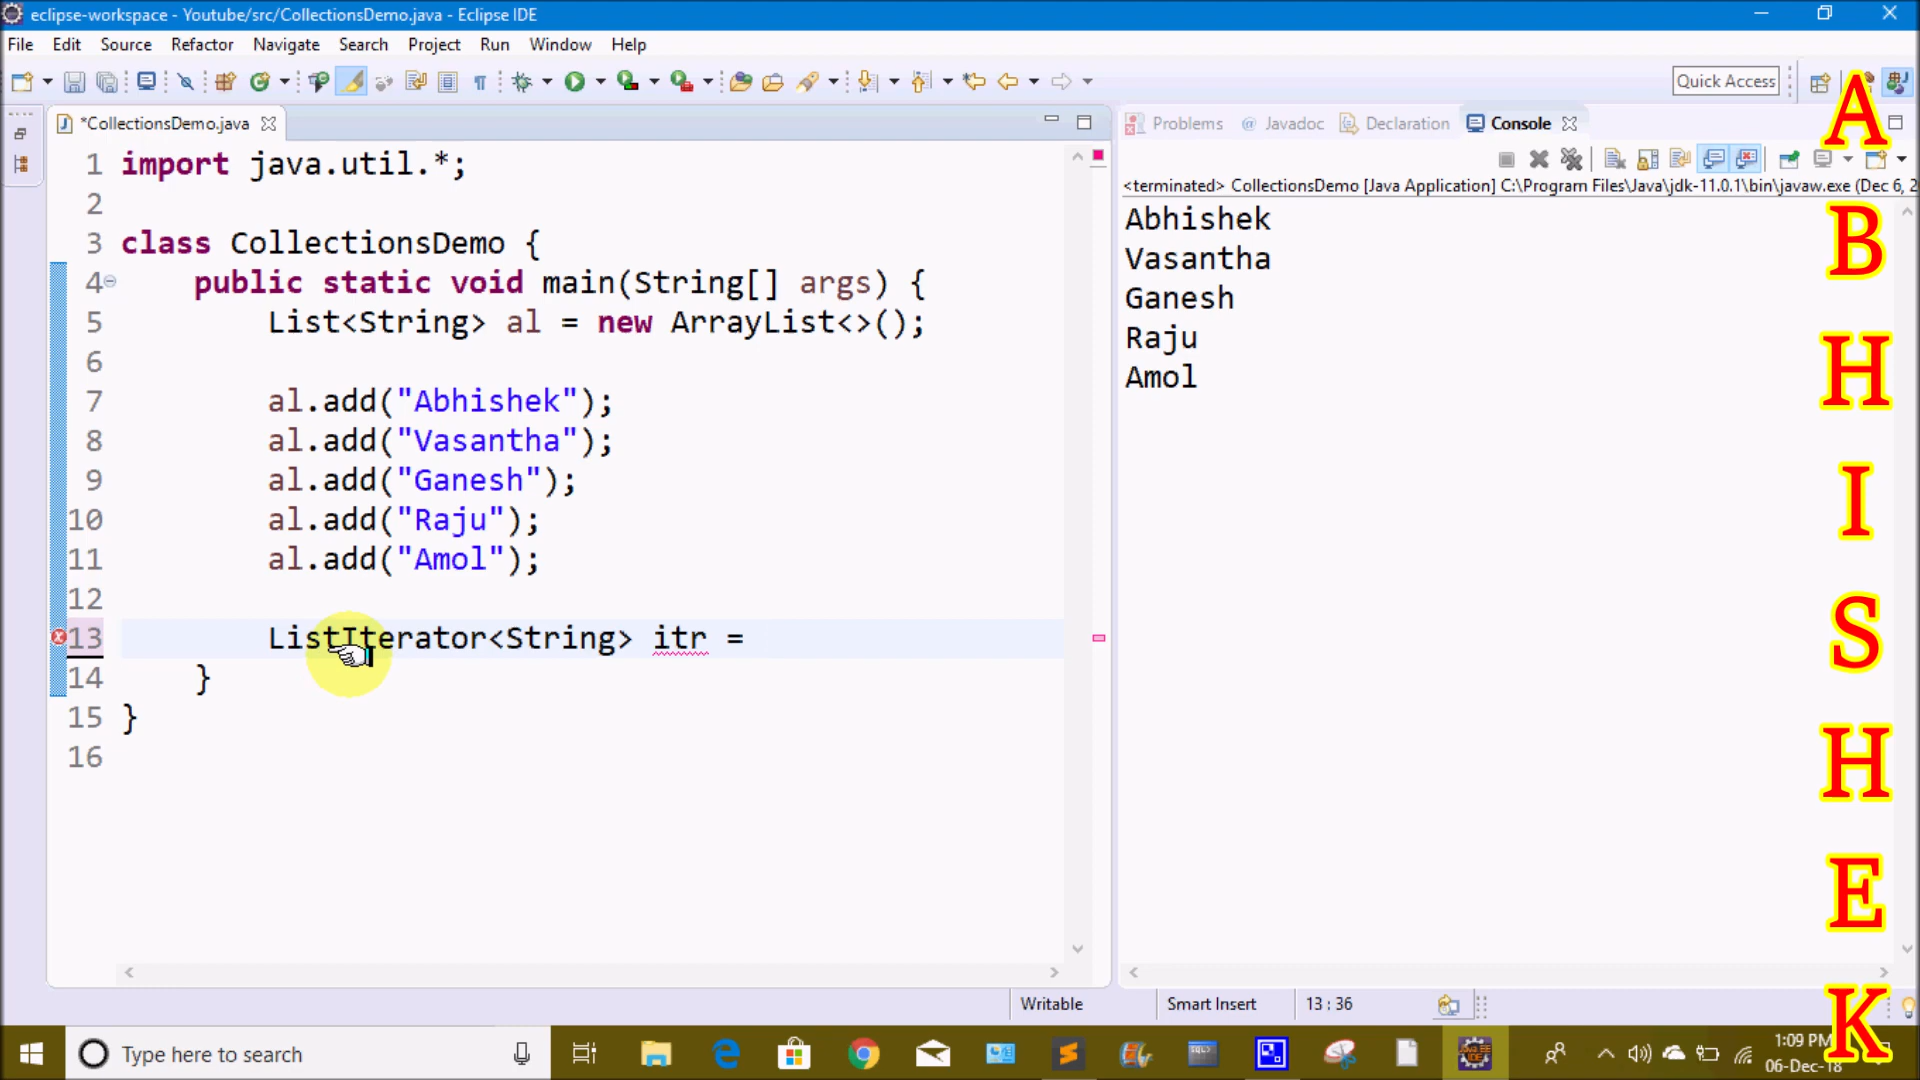 eclipse-workspace - Youtube/src/CollectionsDemo.java - Eclipse IDE
File Edit Source Refactor Navigate Search Project Run Window Help
Quick Access
*CollectionsDemo.java
Problems @ Javadoc Declaration Console
<terminated> CollectionsDemo [Java Application] C:\Program Files\Java\jdk-11.0.1\bin\javaw.exe (Dec 6, 2
1 import java.util.*;
2
3 class CollectionsDemo {
4 public static void main(String[] args) {
5 List<String> al = new ArrayList<>();
6
7 al.add("Abhishek");
8 al.add("Vasantha");
9 al.add("Ganesh");
10 al.add("Raju");
11 al.add("Amol");
12
13 ListIterator<String> itr =
14 }
15 }
16
Abhishek
Vasantha
Ganesh
Raju
Amol
A
B
H
I
S
H
E
K
Writable Smart Insert 13 : 36
Type here to search
1:09 PM
06-Dec-18